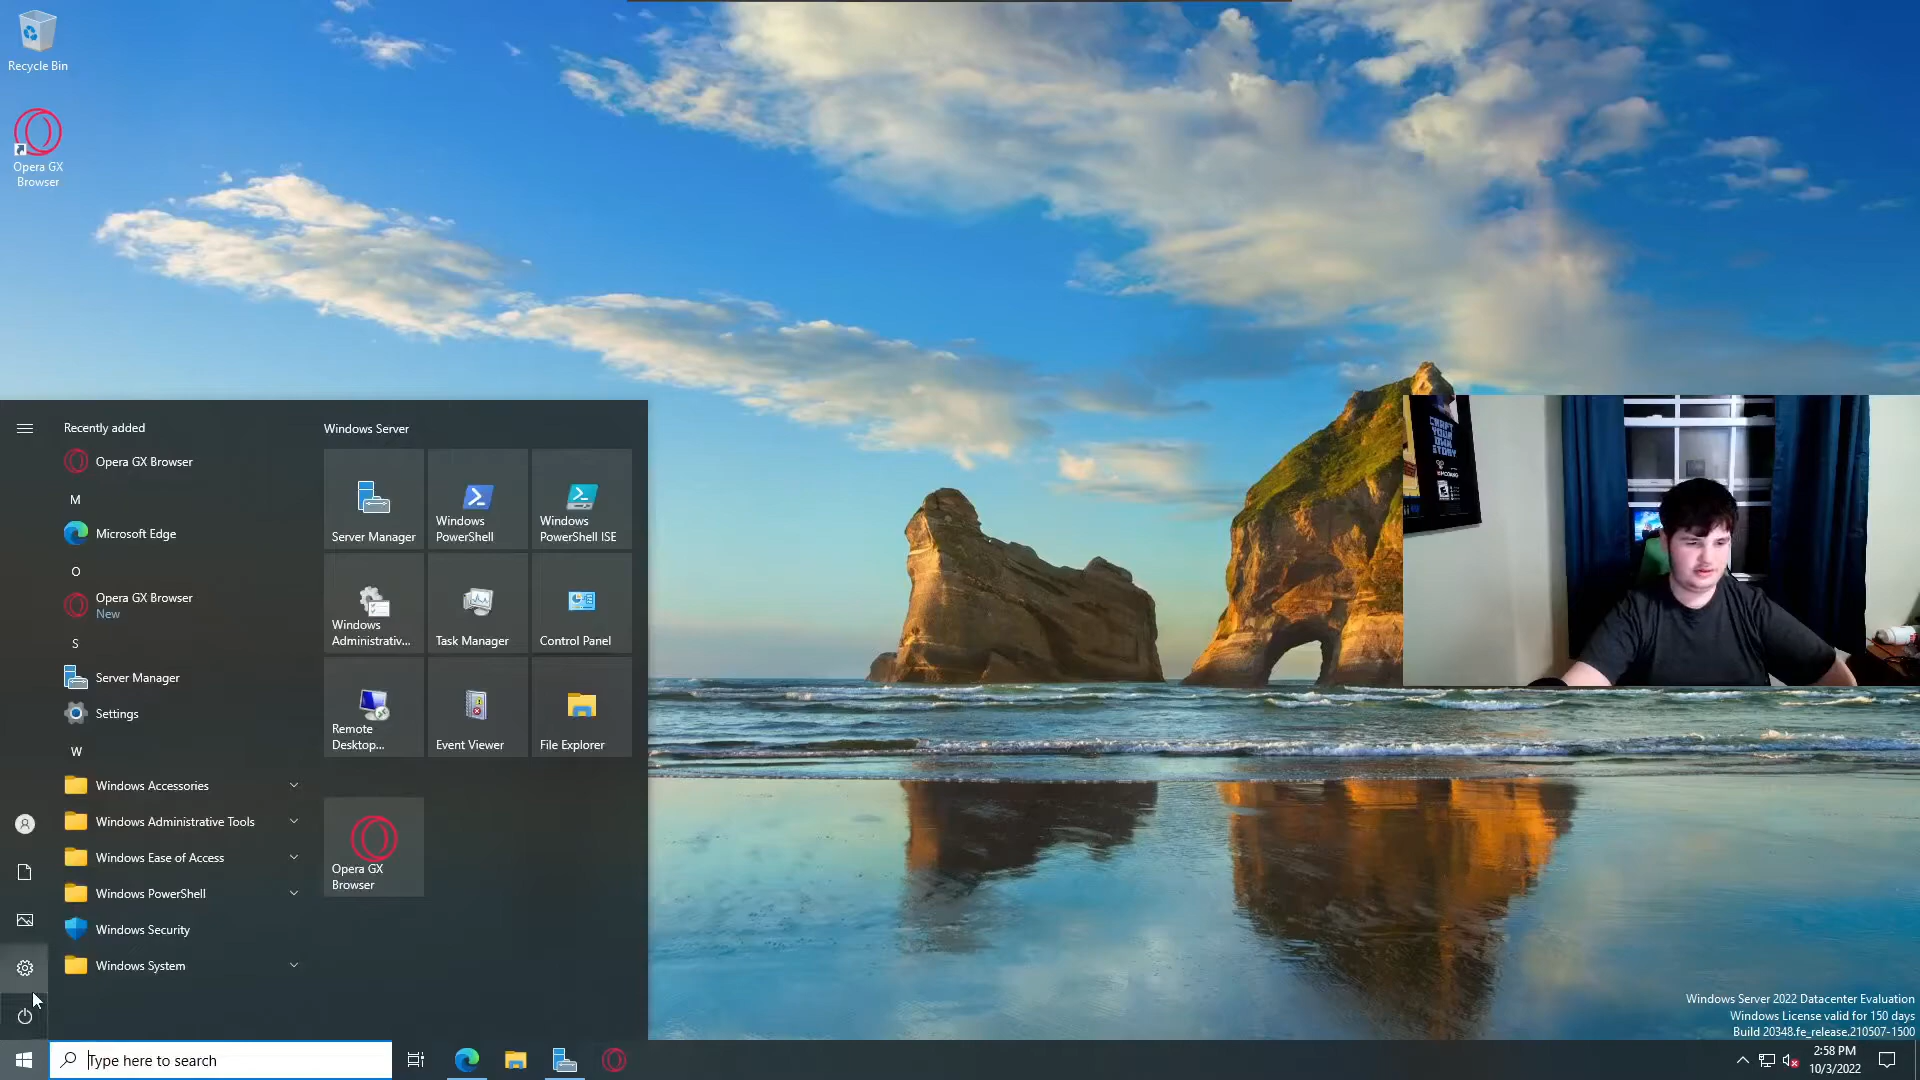 Recycle Bin
Opera GX
Browser
Recently added
Opera GX Browser
M
Microsoft Edge
O
Opera GX Browser
New
S
Server Manager
Settings
W
Windows Accessories
Windows Administrative Tools
Windows Ease of Access
Windows PowerShell
Windows Security
Windows System
Windows Server
Server Manager
Windows
PowerShell
Windows
PowerShell ISE
Windows
Administrativ...
Task Manager
Control Panel
Remote
Desktop...
Event Viewer
File Explorer
Opera GX
Browser
CRAFT
YOUR
OWN
STORY
Windows Server 2022 Datacenter Evaluation
Windows License valid for 150 days
Build 20348.fe_release.210507-1500
Type here to search
2:58 PM
10/3/2022